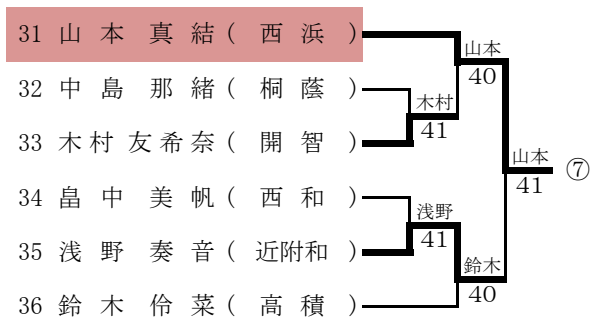 31 山本 真結 ( 西浜 )
山本
40
32 中島 那緒 ( 桐蔭 )
木村
41
33 木村 友希奈 ( 開智 )
山本
41
⑦
34 畠中 美帆 ( 西和 )
浅野
41
35 浅野 奏音 ( 近附和 )
鈴木
40
36 鈴木 伶菜 ( 高積 )